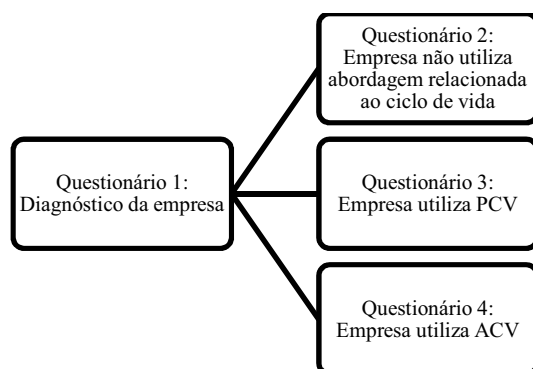 Questionário 2:
Empresa não utiliza
abordagem relacionada
ao ciclo de vida
Questionário 1:
Diagnóstico da empresa
Questionário 3:
Empresa utiliza PCV
Questionário 4:
Empresa utiliza ACV